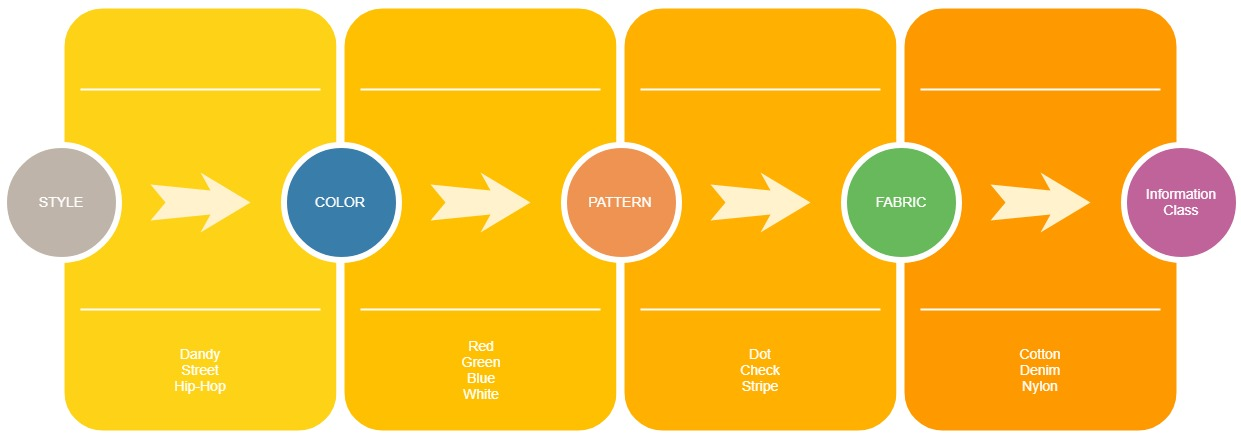 STYLE
COLOR
PATTERN
FABRIC
Information
Class
Dandy
Street
Hip-Hop
Red
Green
Blue
White
Dot
Check
Stripe
Cotton
Denim
Nylon